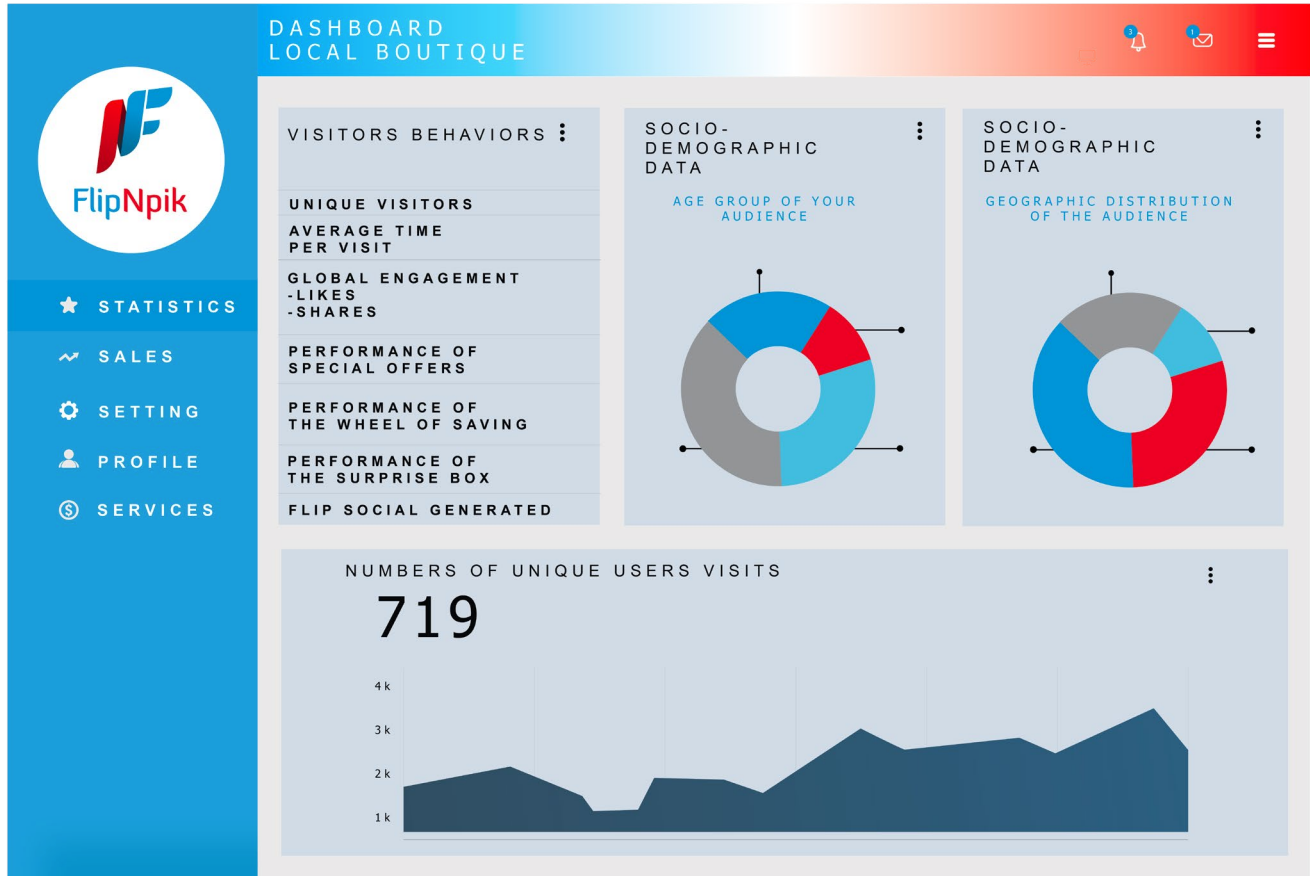 DASHBOARD
LOCAL BOUTIQUE
3
1
FlipNpik
STATISTICS
SALES
SETTING
PROFILE
SERVICES
VISITORS BEHAVIORS
UNIQUE VISITORS
AVERAGE TIME
PER VISIT
GLOBAL ENGAGEMENT
-LIKES
-SHARES
PERFORMANCE OF
SPECIAL OFFERS
PERFORMANCE OF
THE WHEEL OF SAVING
PERFORMANCE OF
THE SURPRISE BOX
FLIP SOCIAL GENERATED
SOCIO-
DEMOGRAPHIC
DATA
AGE GROUP OF YOUR
AUDIENCE
SOCIO-
DEMOGRAPHIC
DATA
GEOGRAPHIC DISTRIBUTION
OF THE AUDIENCE
NUMBERS OF UNIQUE USERS VISITS
719
4 k
3 k
2 k
1 k